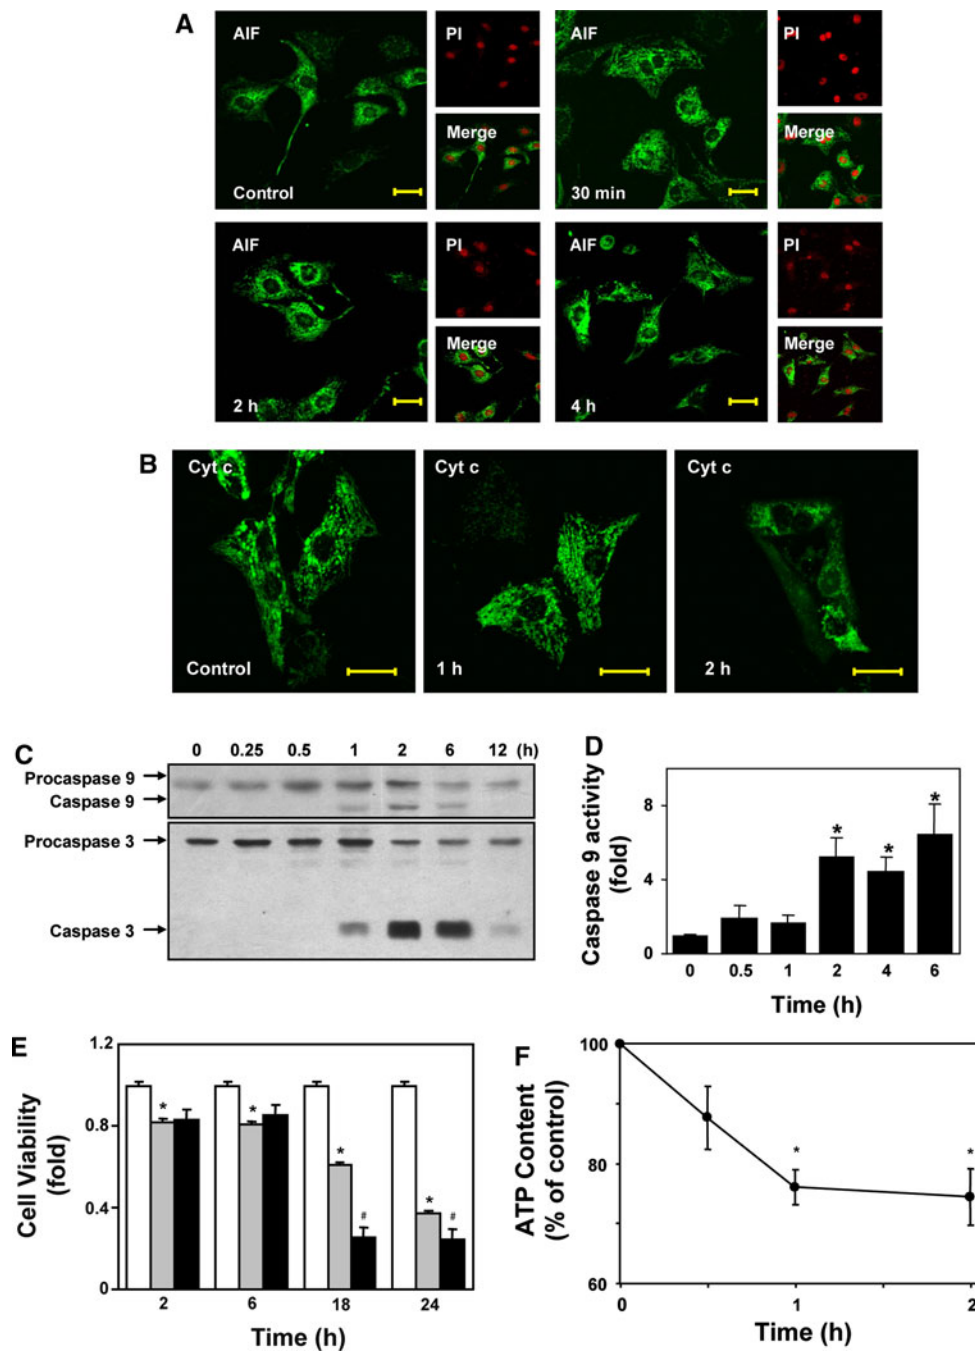 A
AIF
PI
AIF
PI
Merge
Merge
Control
30 min
AIF
PI
AIF
PI
Merge
Merge
2 h
4 h
B
Cyt c
Cyt c
Cyt c
Control
1 h
2 h
C
0 0.25 0.5 1 2 6 12 (h)
Procaspase 9
Caspase 9
Procaspase 3
Caspase 3
D
Caspase 9 activity
(fold)
8
4
0
* * *
0 0.5 1 2 4 6
Time (h)
E
Cell Viability
(fold)
1.2
0.8
0.4
0
* * * # * #
2 6 18 24
Time (h)
F
ATP Content
(% of control)
100
80
60
* *
0 1 2
Time (h)